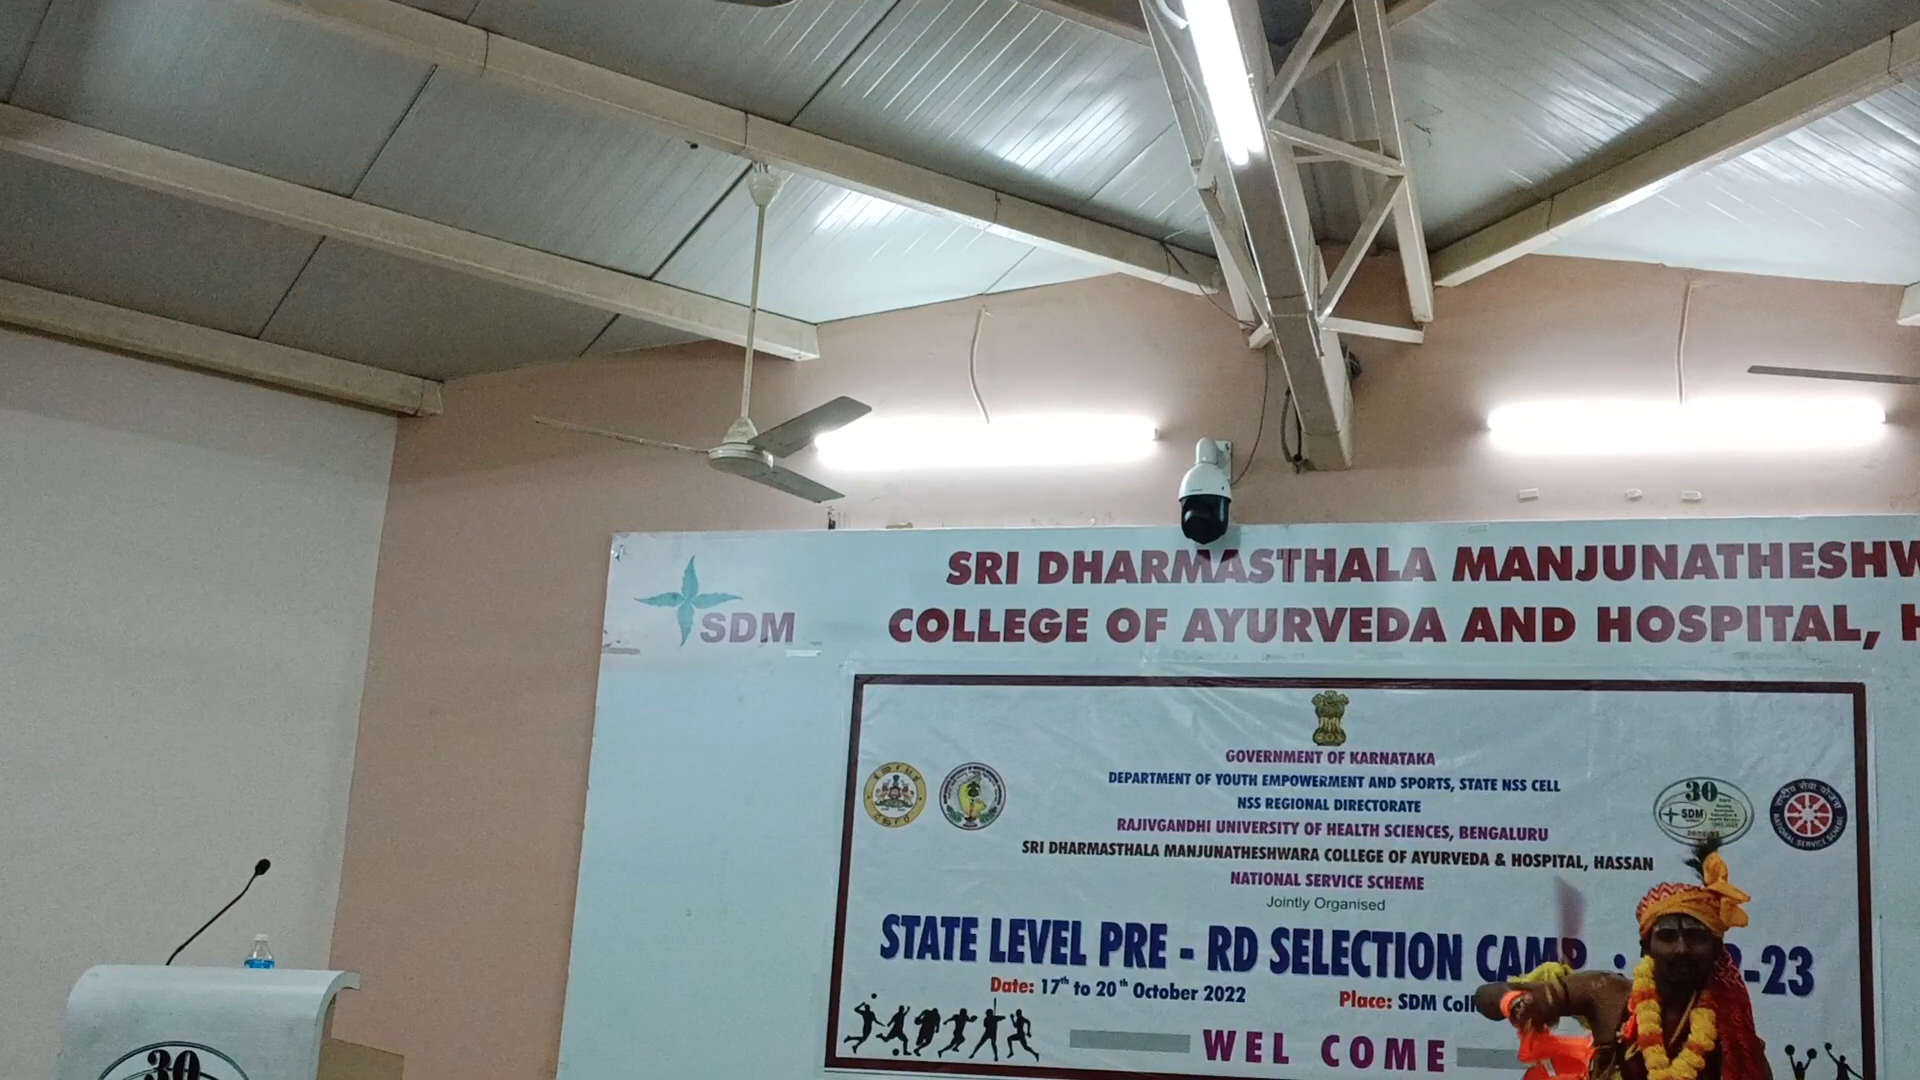 SRI DHARMASTHALA MANJUNATHESHW
COLLEGE OF AYURVEDA AND HOSPITAL, H
SDM
GOVERNMENT OF KARNATAKA
DEPARTMENT OF YOUTH EMPOWERMENT AND SPORTS, STATE NSS CELL
NSS REGIONAL DIRECTORATE
RAJIVGANDHI UNIVERSITY OF HEALTH SCIENCES, BENGALURU
SRI DHARMASTHALA MANJUNATHESHWARA COLLEGE OF AYURVEDA & HOSPITAL, HASSAN
NATIONAL SERVICE SCHEME
Jointly Organised
30
SDM
STATE LEVEL PRE - RD SELECTION CAMP : -23
Date: 17th to 20th October 2022 Place: SDM Coll
WEL COME
30